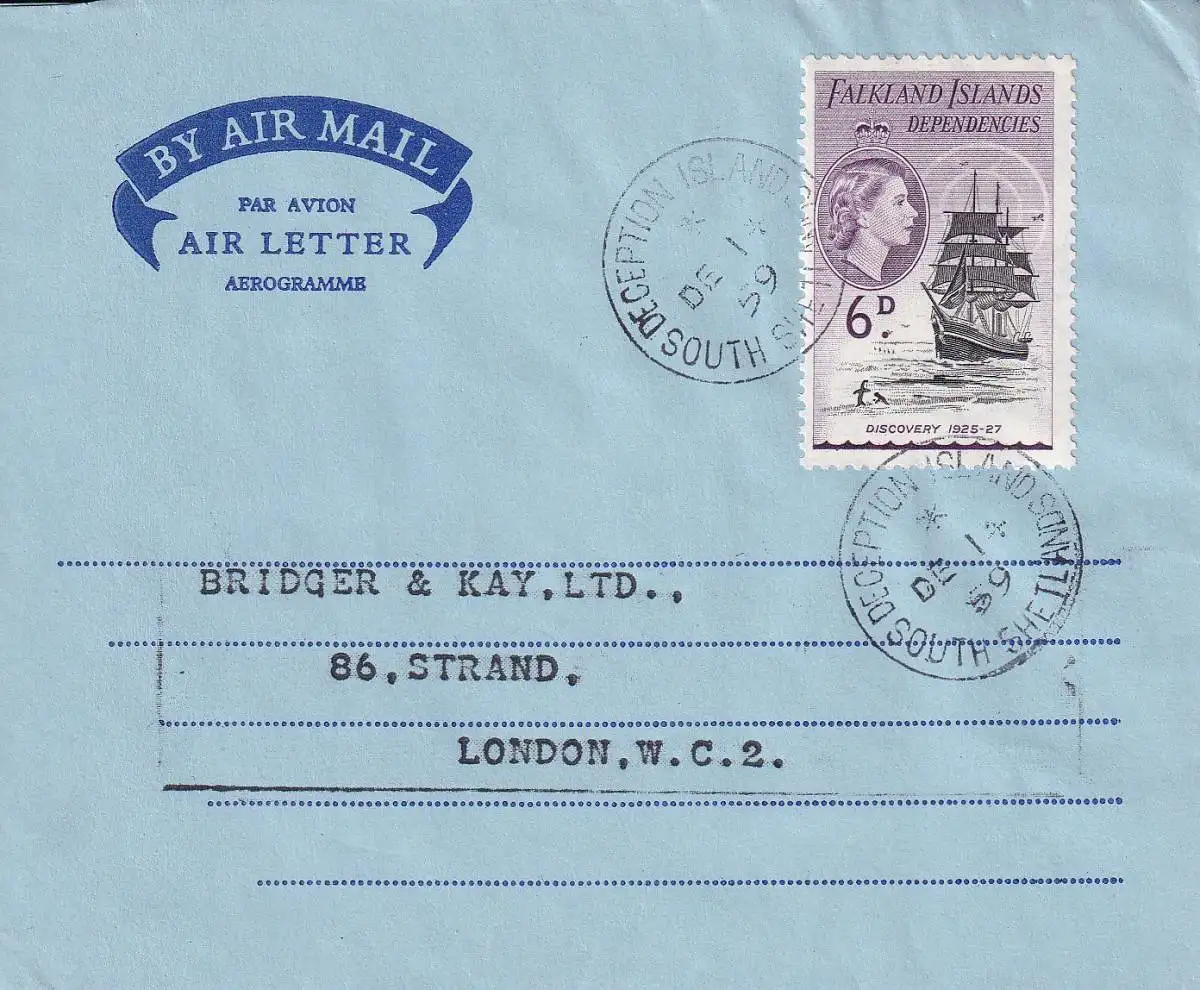 BY AIR MAIL
PAR AVION
AIR LETTER
AEROGRAMME
FALKLAND ISLANDS
DEPENDENCIES
6D.
DISCOVERY 1925-27
DECEPTION ISLAND
DE 1
59
SOUTH SHETLANDS
DECEPTION ISLAND
DE 1
59
SOUTH SHETLANDS
BRIDGER & KAY,LTD.,
86,STRAND,
LONDON,W.C.2.